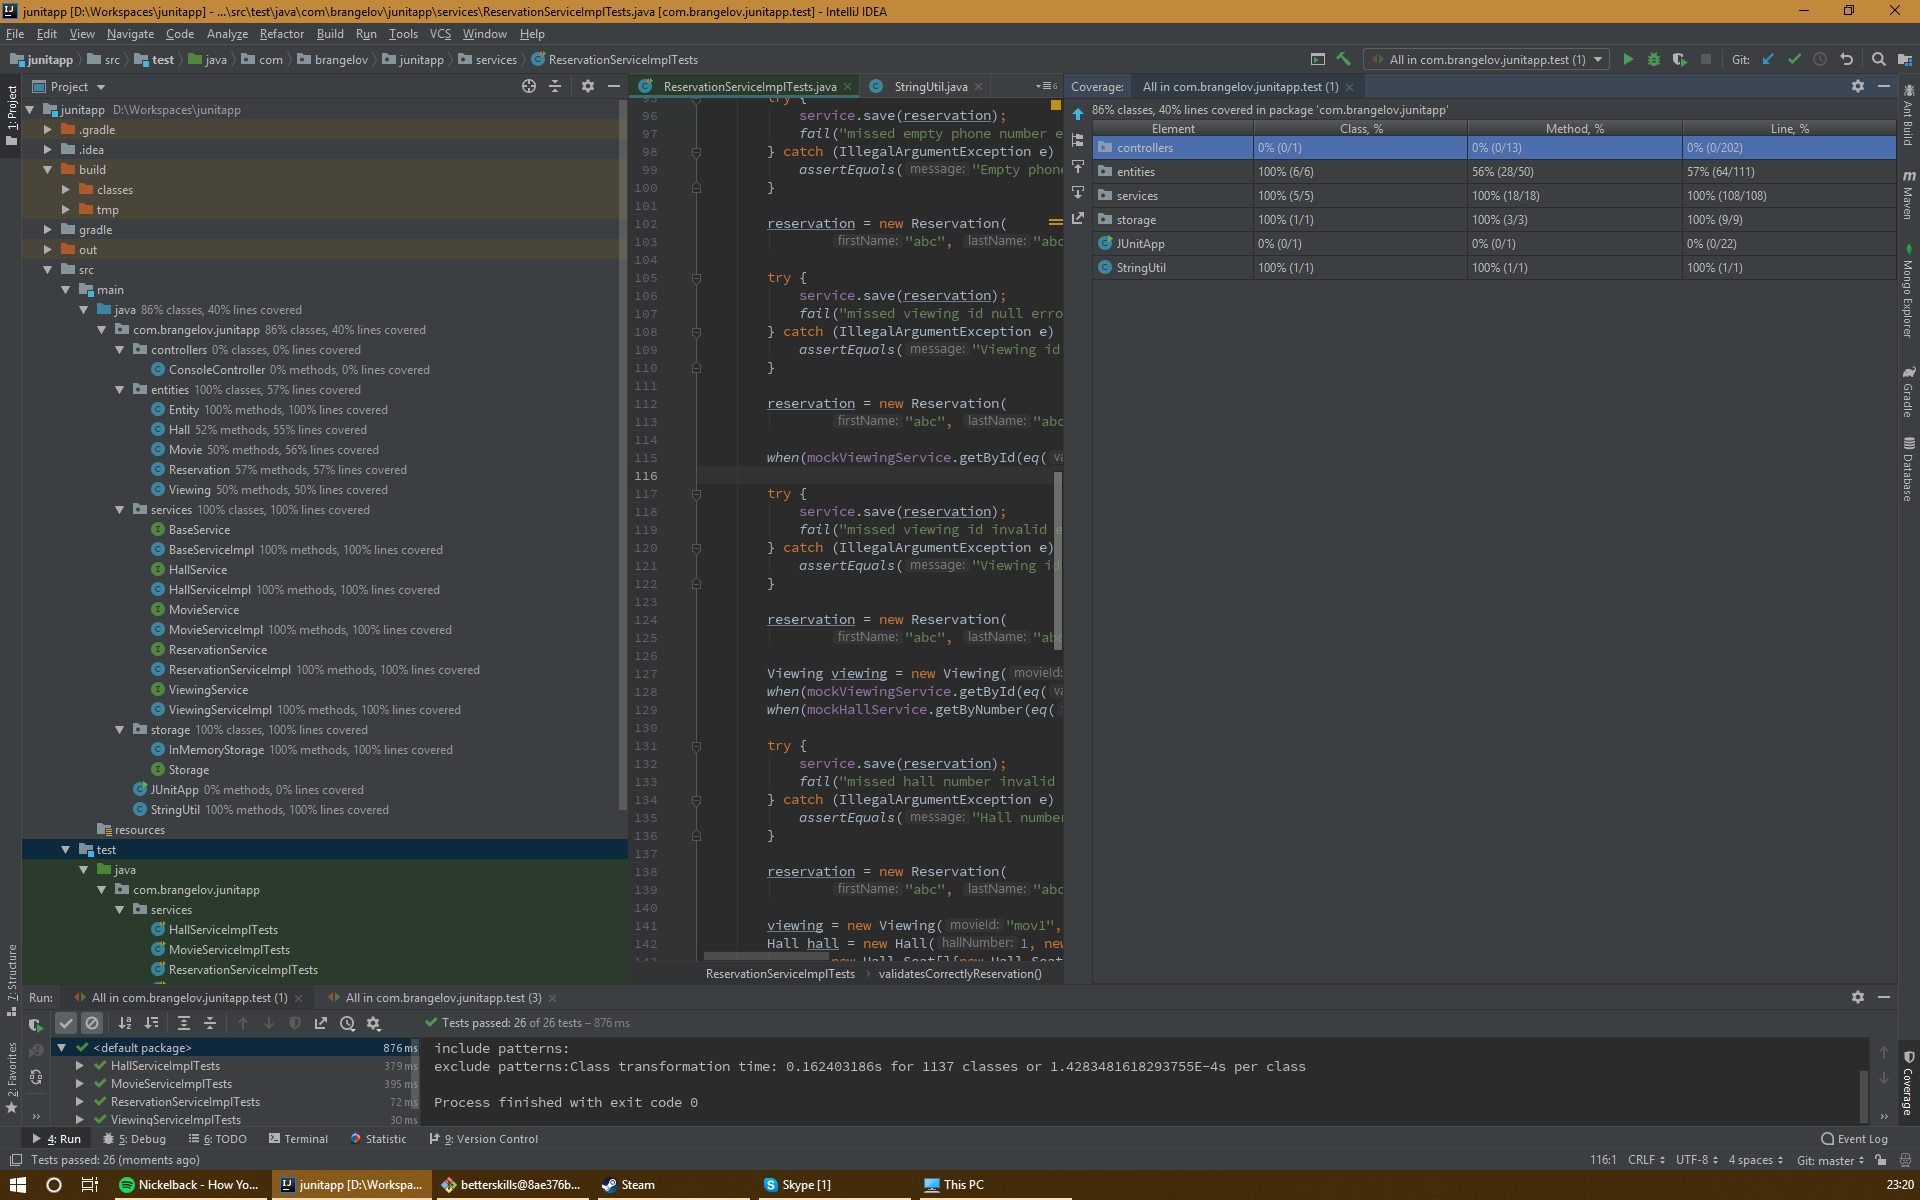 junitapp [D:\Workspaces\junitapp] - ...\src\test\java\com\brangelov\junitapp\services\ReservationServiceImplTests.java [com.brangelov.junitapp.test] - IntelliJ IDEA
File Edit View Navigate Code Analyze Refactor Build Run Tools VCS Window Help
junitapp src test java com brangelov junitapp services ReservationServiceImplTests
All in com.brangelov.junitapp.test (1) Git:
1: Project
7: Structure
2: Favorites
Project
junitapp D:\Workspaces\junitapp
.gradle
.idea
build
classes
tmp
gradle
out
src
main
java 86% classes, 40% lines covered
com.brangelov.junitapp 86% classes, 40% lines covered
controllers 0% classes, 0% lines covered
ConsoleController 0% methods, 0% lines covered
entities 100% classes, 57% lines covered
Entity 100% methods, 100% lines covered
Hall 52% methods, 55% lines covered
Movie 50% methods, 56% lines covered
Reservation 57% methods, 57% lines covered
Viewing 50% methods, 50% lines covered
services 100% classes, 100% lines covered
BaseService
BaseServiceImpl 100% methods, 100% lines covered
HallService
HallServiceImpl 100% methods, 100% lines covered
MovieService
MovieServiceImpl 100% methods, 100% lines covered
ReservationService
ReservationServiceImpl 100% methods, 100% lines covered
ViewingService
ViewingServiceImpl 100% methods, 100% lines covered
storage 100% classes, 100% lines covered
InMemoryStorage 100% methods, 100% lines covered
Storage
JUnitApp 0% methods, 0% lines covered
StringUtil 100% methods, 100% lines covered
resources
test
java
com.brangelov.junitapp
services
HallServiceImplTests
MovieServiceImplTests
ReservationServiceImplTests
ReservationServiceImplTests.java StringUtil.java 6
95 try {
96 service.save(reservation);
97 fail("missed empty phone number e
98 } catch (IllegalArgumentException e)
99 assertEquals( message: "Empty phone
100 }
101
102 reservation = new Reservation(
103 firstName: "abc", lastName: "abc
104
105 try {
106 service.save(reservation);
107 fail("missed viewing id null erro
108 } catch (IllegalArgumentException e)
109 assertEquals( message: "Viewing id
110 }
111
112 reservation = new Reservation(
113 firstName: "abc", lastName: "abc
114
115 when(mockViewingService.getById(eq( va
116
117 try {
118 service.save(reservation);
119 fail("missed viewing id invalid e
120 } catch (IllegalArgumentException e)
121 assertEquals( message: "Viewing id
122 }
123
124 reservation = new Reservation(
125 firstName: "abc", lastName: "abc
126
127 Viewing viewing = new Viewing( movieId:
128 when(mockViewingService.getById(eq( va
129 when(mockHallService.getByNumber(eq(
130
131 try {
132 service.save(reservation);
133 fail("missed hall number invalid
134 } catch (IllegalArgumentException e)
135 assertEquals( message: "Hall number
136 }
137
138 reservation = new Reservation(
139 firstName: "abc", lastName: "abc
140
141 viewing = new Viewing( movieId: "mov1",
142 Hall hall = new Hall( hallNumber: 1, new
143 new Hall.Seat[]{new Hall.Seat
ReservationServiceImplTests validatesCorrectlyReservation()
Coverage: All in com.brangelov.junitapp.test (1)
86% classes, 40% lines covered in package 'com.brangelov.junitapp'
Element Class, % Method, % Line, %
controllers 0% (0/1) 0% (0/13) 0% (0/202)
entities 100% (6/6) 56% (28/50) 57% (64/111)
services 100% (5/5) 100% (18/18) 100% (108/108)
storage 100% (1/1) 100% (3/3) 100% (9/9)
JUnitApp 0% (0/1) 0% (0/1) 0% (0/22)
StringUtil 100% (1/1) 100% (1/1) 100% (1/1)
Ant Build
m Maven
Mongo Explorer
Gradle
Database
Coverage
Run: All in com.brangelov.junitapp.test (1) All in com.brangelov.junitapp.test (3)
Tests passed: 26 of 26 tests – 876 ms
<default package> 876 ms
HallServiceImplTests 379 ms
MovieServiceImplTests 395 ms
ReservationServiceImplTests 72 ms
ViewingServiceImplTests 30 ms
include patterns:
exclude patterns:Class transformation time: 0.162403186s for 1137 classes or 1.4283481618293755E-4s per class
Process finished with exit code 0
4: Run 5: Debug 6: TODO Terminal Statistic 9: Version Control Event Log
Tests passed: 26 (moments ago) 116:1 CRLF UTF-8 4 spaces Git: master
Nickelback - How Yo... junitapp [D:\Workspa... betterskills@8ae376b... Steam Skype [1] This PC 23:20